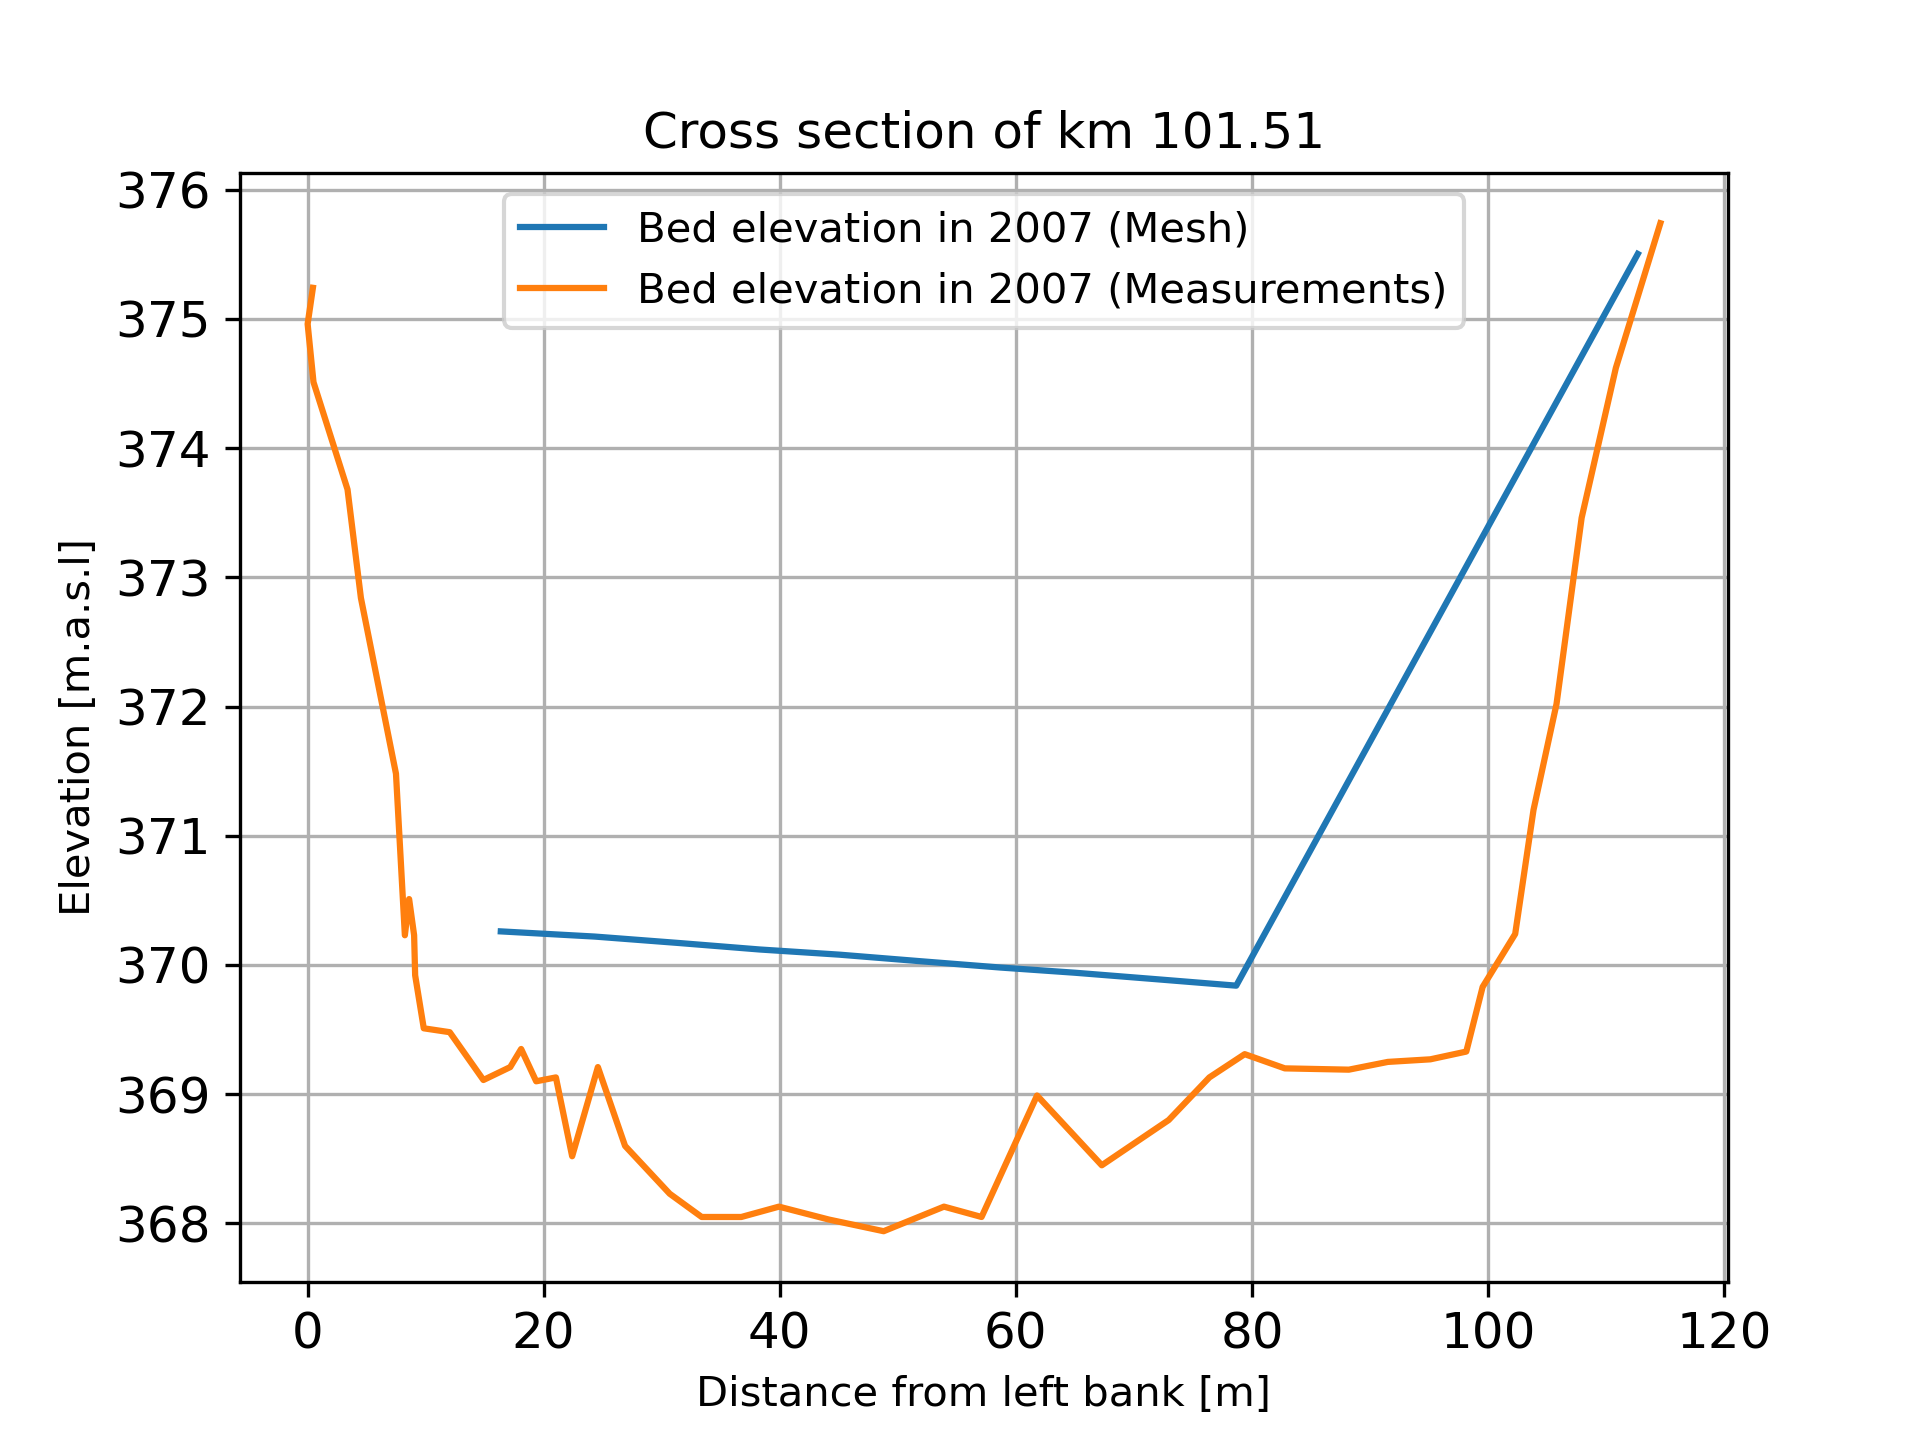 Cross section of km 101.51
376
375
374
373
372
371
370
369
368
Elevation [m.a.s.l]
Bed elevation in 2007 (Mesh)
Bed elevation in 2007 (Measurements)
0 20 40 60 80 100 120
Distance from left bank [m]